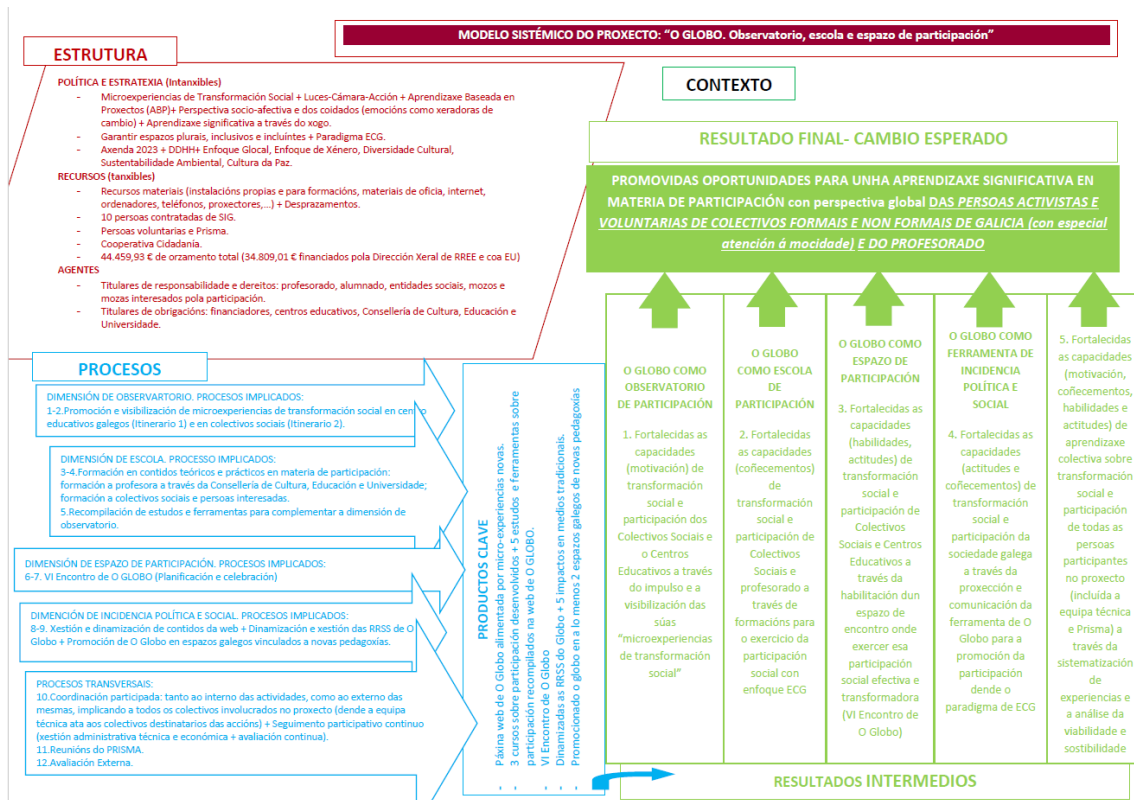 MODELO SISTÉMICO DO PROXECTO: “O GLOBO. Observatorio, escola e espazo de participación”
ESTRUTURA
POLÍTICA E ESTRATEXIA (Intanxibles)
- Microexperiencias de Transformación Social + Luces-Cámara-Acción + Aprendizaxe Baseada en
Proxectos (ABP)+ Perspectiva socio-afectiva e dos coidados (emocións como xeradoras de
cambio) + Aprendizaxe significativa a través do xogo.
- Garantir espazos plurais, inclusivos e incluíntes + Paradigma ECG.
- Axenda 2023 + DDHH+ Enfoque Glocal, Enfoque de Xénero, Diversidade Cultural,
Sustentabilidade Ambiental, Cultura da Paz.
RECURSOS (tanxibles)
- Recursos materiais (instalacións propias e para formacións, materiais de oficia, internet,
ordenadores, teléfonos, proxectores,...) + Desprazamentos.
- 10 persoas contratadas de SIG.
- Persoas voluntarias e Prisma.
- Cooperativa Cidadanía.
- 44.459,93 € de orzamento total (34.809,01 € financiados pola Dirección Xeral de RREE e coa EU)
AGENTES
- Titulares de responsabilidade e dereitos: profesorado, alumnado, entidades sociais, mozos e
mozas interesados pola participación.
- Titulares de obrigacións: financiadores, centros educativos, Consellería de Cultura, Educación e
Universidade.
CONTEXTO
RESULTADO FINAL- CAMBIO ESPERADO
PROMOVIDAS OPORTUNIDADES PARA UNHA APRENDIZAXE SIGNIFICATIVA EN
MATERIA DE PARTICIPACIÓN con perspectiva global DAS PERSOAS ACTIVISTAS E
VOLUNTARIAS DE COLECTIVOS FORMAIS E NON FORMAIS DE GALICIA (con especial
atención á mocidade) E DO PROFESORADO
PROCESOS
DIMENSIÓN DE OBSERVARTORIO. PROCESOS IMPLICADOS:
1-2.Promoción e visibilización de microexperiencias de transformación social en centro
educativos galegos (Itinerario 1) e en colectivos sociais (Itinerario 2).
DIMENSIÓN DE ESCOLA. PROCESSO IMPLICADOS:
3-4.Formación en contidos teóricos e prácticos en materia de participación:
formación a profesora a través da Consellería de Cultura, Educación e Universidade;
formación a colectivos sociais e persoas interesadas.
5.Recompilación de estudos e ferramentas para complementar a dimensión de
observatorio.
DIMENSIÓN DE ESPAZO DE PARTICIPACIÓN. PROCESOS IMPLICADOS:
6-7. VI Encontro de O GLOBO (Planificación e celebración)
DIMENCIÓN DE INCIDENCIA POLÍTICA E SOCIAL. PROCESOS IMPLICADOS:
8-9. Xestión e dinamización de contidos da web + Dinamización e xestión das RRSS de O
Globo + Promoción de O Globo en espazos galegos vinculados a novas pedagoxías.
PROCESOS TRANSVERSAIS:
10.Coordinación participada: tanto ao interno das actividades, como ao externo das
mesmas, implicando a todos os colectivos involucrados no proxecto (dende a equipa
técnica ata aos colectivos destinatarios das accións) + Seguimento participativo continuo
(xestión administrativa técnica e económica + avaliación continua).
11.Reunións do PRISMA.
12.Avaliación Externa.
PRODUCTOS CLAVE
- Páxina web de O Globo alimentada por micro-experiencias novas.
- 3 cursos sobre participación desenvolvidos + 5 estudos e ferramentas sobre
participación recompilados na web de O GLOBO.
- VI Encontro de O Globo
- Dinamizadas as RRSS do Globo + 5 impactos en medios tradicionais.
- Promocionado o globo en a lo menos 2 espazos galegos de novas pedagoxías
O GLOBO COMO
OBSERVATORIO
DE PARTICIPACIÓN
1. Fortalecidas as
capacidades
(motivación) de
transformación
social e
participación dos
Colectivos Sociais e
o Centros
Educativos a través
do impulso e a
visibilización das
súas
“microexperiencias
de transformación
social”
O GLOBO
COMO ESCOLA
DE
PARTICIPACIÓN
2. Fortalecidas as
capacidades
(coñecementos)
de
transformación
social e
participación de
Colectivos
Sociais e
profesorado a
través de
formacións para
o exercicio da
participación
social con
enfoque ECG
O GLOBO COMO
ESPAZO DE
PARTICIPACIÓN
3. Fortalecidas as
capacidades
(habilidades,
actitudes) de
transformación
social e
participación de
Colectivos
Sociais e Centros
Educativos a
través da
habilitación dun
espazo de
encontro onde
exercer esa
participación
social efectiva e
transformadora
(VI Encontro de
O Globo)
O GLOBO COMO
FERRAMENTA DE
INCIDENCIA
POLÍTICA E
SOCIAL
4. Fortalecidas as
capacidades
(actitudes e
coñecementos) de
transformación
social e
participación da
sociedade galega
a través da
proxección e
comunicación da
ferramenta de O
Globo para a
promoción da
participación
dende o
paradigma de ECG
5. Fortalecidas
as capacidades
(motivación,
coñecementos,
habilidades e
actitudes) de
aprendizaxe
colectiva sobre
transformación
social e
participación
de todas as
persoas
participantes
no proxecto
(incluída a
equipa técnica
e Prisma) a
través da
sistematización
de
experiencias e
a análise da
viabilidade e
sostibilidade
RESULTADOS INTERMEDIOS